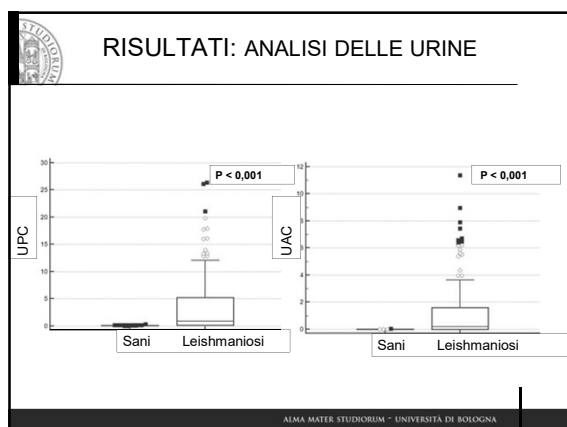 STUDIORUM
RISULTATI: ANALISI DELLE URINE
P < 0,001
30
25
20
15
10
5
0
UPC
Sani Leishmaniosi
P < 0,001
12
10
8
6
4
2
0
UAC
Sani Leishmaniosi
ALMA MATER STUDIORUM ~ UNIVERSITÀ DI BOLOGNA